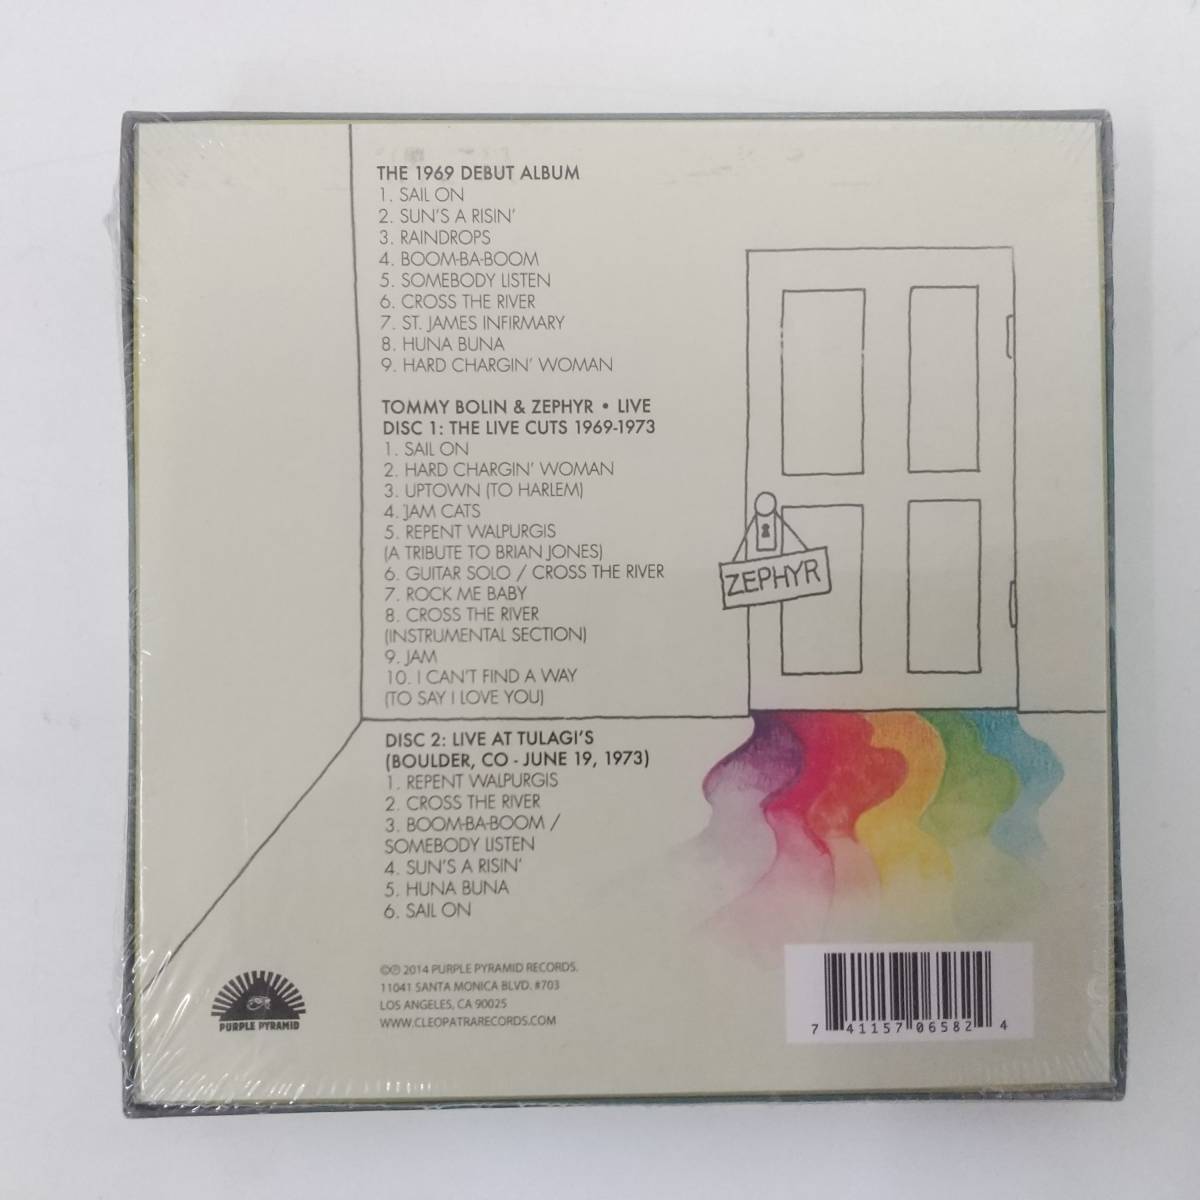 THE 1969 DEBUT ALBUM
1. SAIL ON
2. SUN'S A RISIN'
3. RAINDROPS
4. BOOM-BA-BOOM
5. SOMEBODY LISTEN
6. CROSS THE RIVER
7. ST. JAMES INFIRMARY
8. HUNA BUNA
9. HARD CHARGIN' WOMAN
TOMMY BOLIN & ZEPHYR • LIVE
DISC 1: THE LIVE CUTS 1969-1973
1. SAIL ON
2. HARD CHARGIN' WOMAN
3. UPTOWN (TO HARLEM)
4. JAM CATS
5. REPENT WALPURGIS
(A TRIBUTE TO BRIAN JONES)
6. GUITAR SOLO / CROSS THE RIVER
7. ROCK ME BABY
8. CROSS THE RIVER
(INSTRUMENTAL SECTION)
9. JAM
10. I CAN'T FIND A WAY
(TO SAY I LOVE YOU)
DISC 2: LIVE AT TULAGI'S
(BOULDER, CO - JUNE 19, 1973)
1. REPENT WALPURGIS
2. CROSS THE RIVER
3. BOOM-BA-BOOM /
SOMEBODY LISTEN
4. SUN'S A RISIN'
5. HUNA BUNA
6. SAIL ON
ZEPHYR
©℗ 2014 PURPLE PYRAMID RECORDS.
11041 SANTA MONICA BLVD. #703
LOS ANGELES, CA 90025
WWW.CLEOPATRARECORDS.COM
PURPLE PYRAMID
7 41157 06582 4